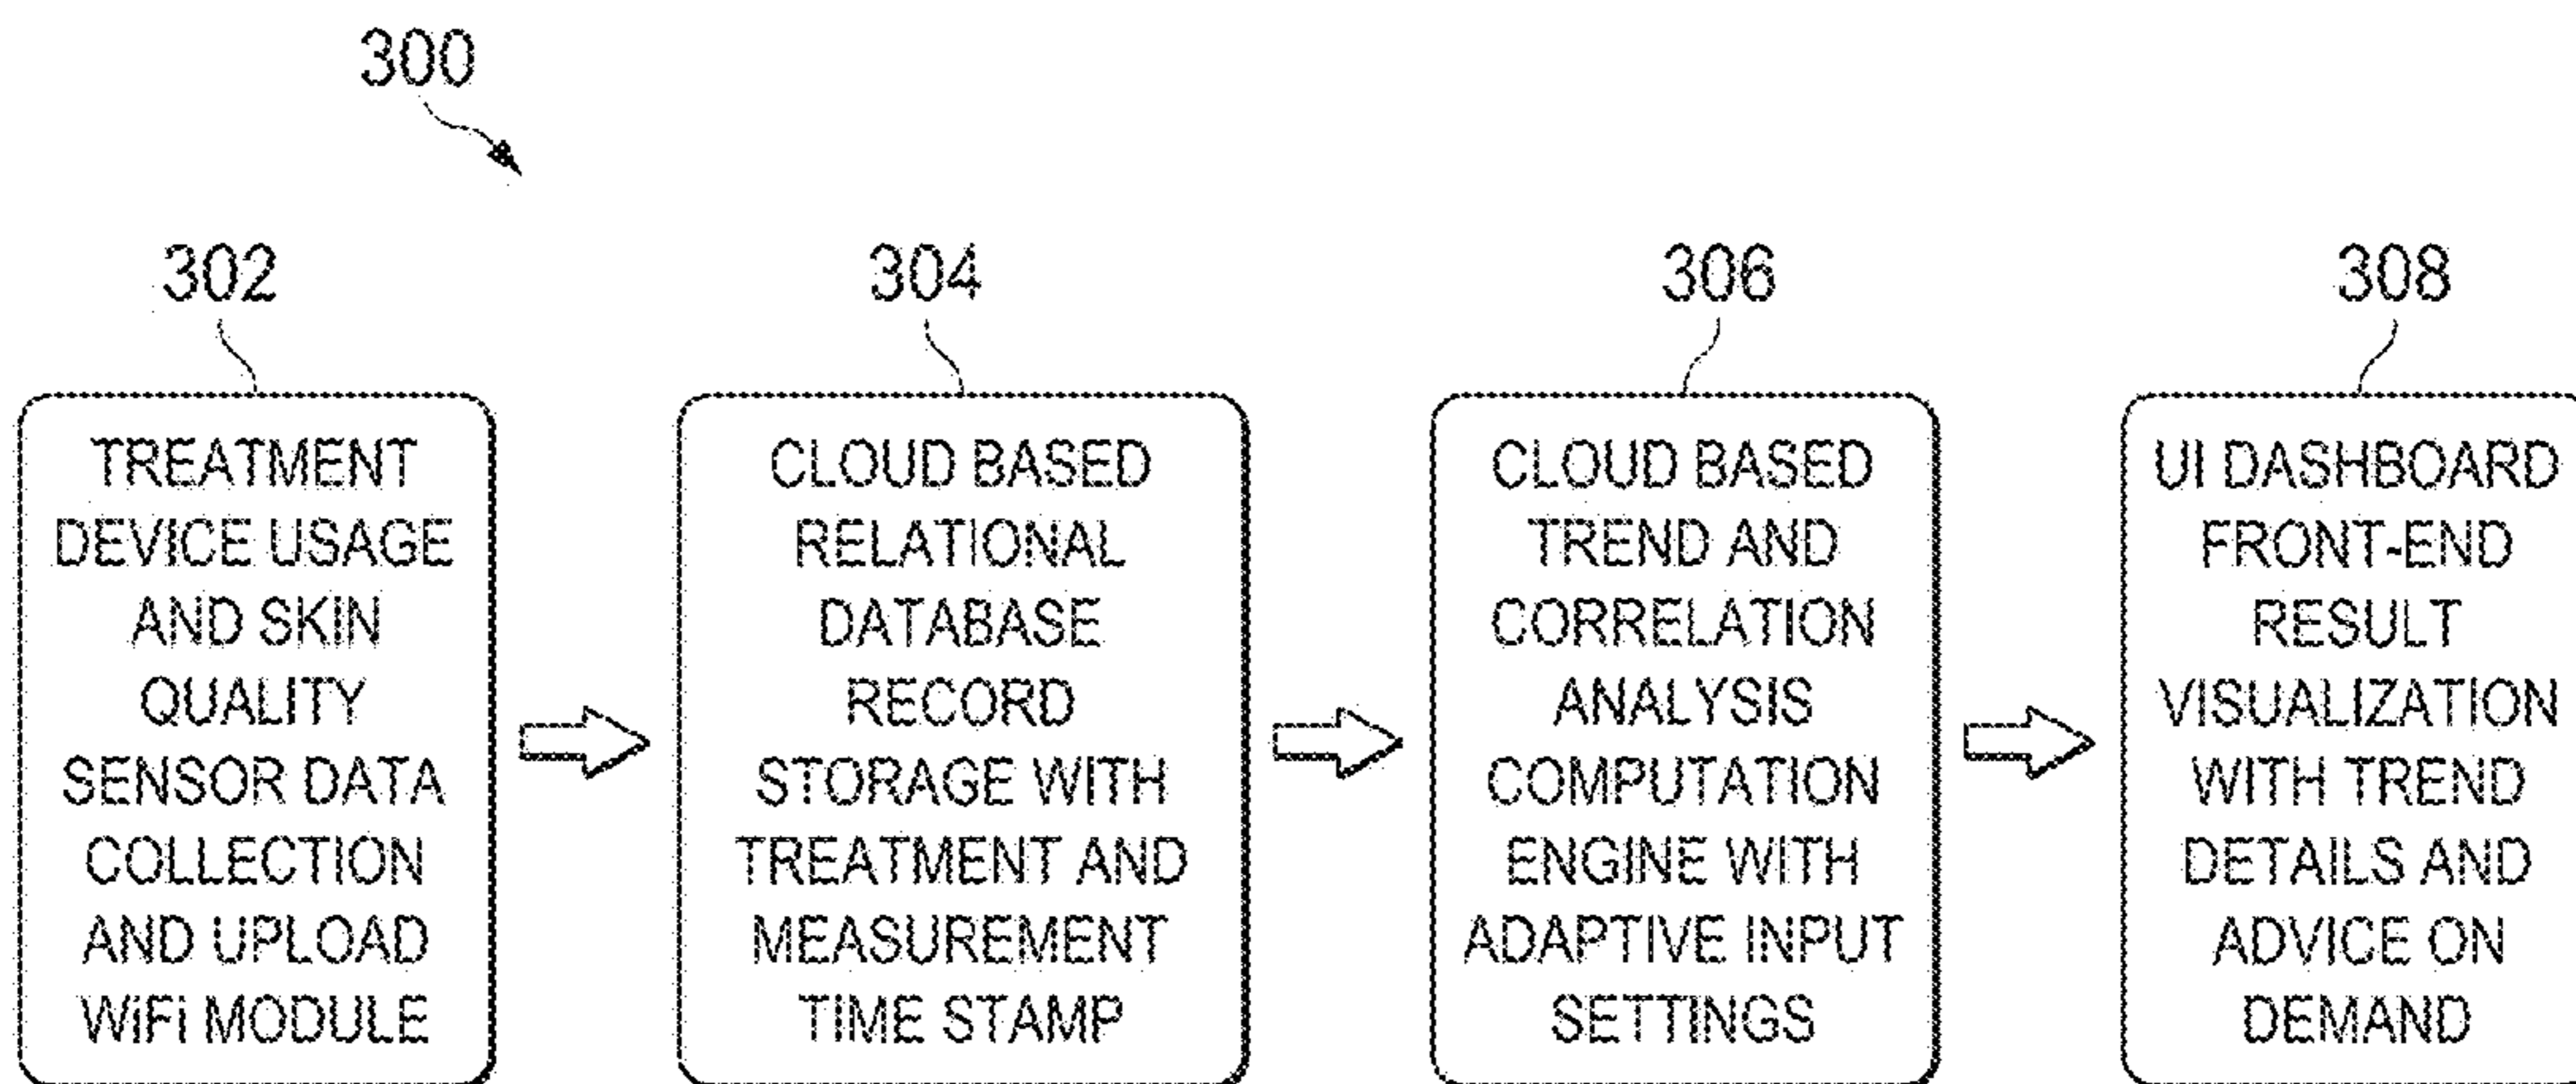 300
302
TREATMENT
DEVICE USAGE
AND SKIN
QUALITY
SENSOR DATA
COLLECTION
AND UPLOAD
WiFi MODULE
304
CLOUD BASED
RELATIONAL
DATABASE
RECORD
STORAGE WITH
TREATMENT AND
MEASUREMENT
TIME STAMP
306
CLOUD BASED
TREND AND
CORRELATION
ANALYSIS
COMPUTATION
ENGINE WITH
ADAPTIVE INPUT
SETTINGS
308
UI DASHBOARD
FRONT-END
RESULT
VISUALIZATION
WITH TREND
DETAILS AND
ADVICE ON
DEMAND